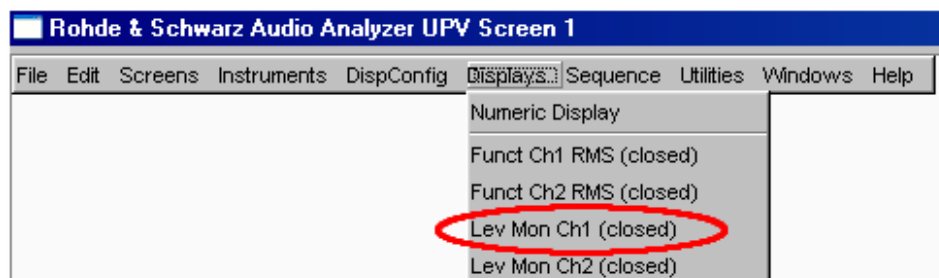 Rohde & Schwarz Audio Analyzer UPV Screen 1
File Edit Screens Instruments DispConfig Displays... Sequence Utilities Windows Help
Numeric Display
Funct Ch1 RMS (closed)
Funct Ch2 RMS (closed)
Lev Mon Ch1 (closed)
Lev Mon Ch2 (closed)